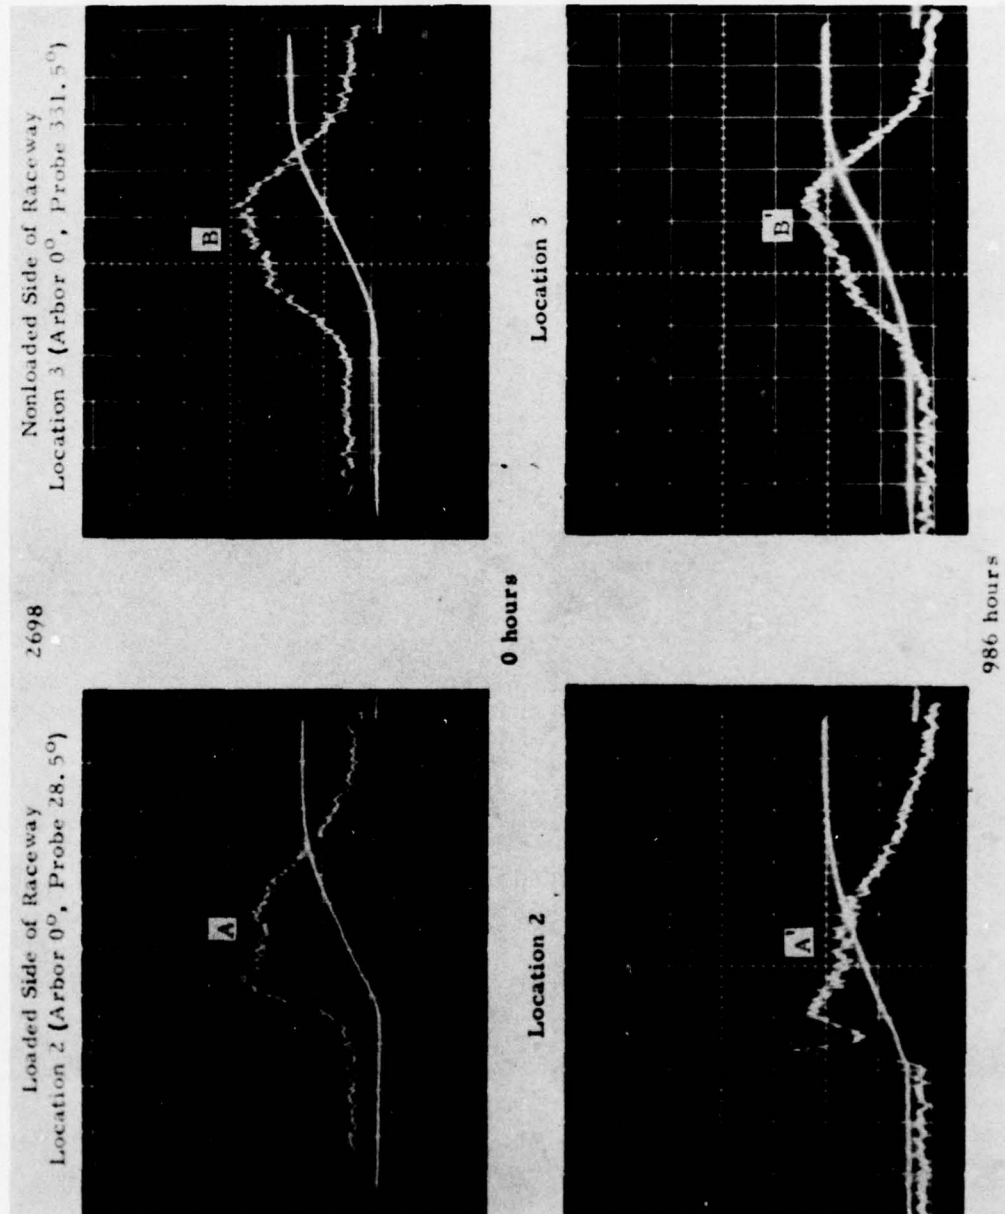 Loaded Side of Raceway
Location 2 (Arbor 0°, Probe 28.5°)
2698
Nonloaded Side of Raceway
Location 3 (Arbor 0°, Probe 331.5°)
A
B
0 hours
Location 2
Location 3
A'
B'
986 hours